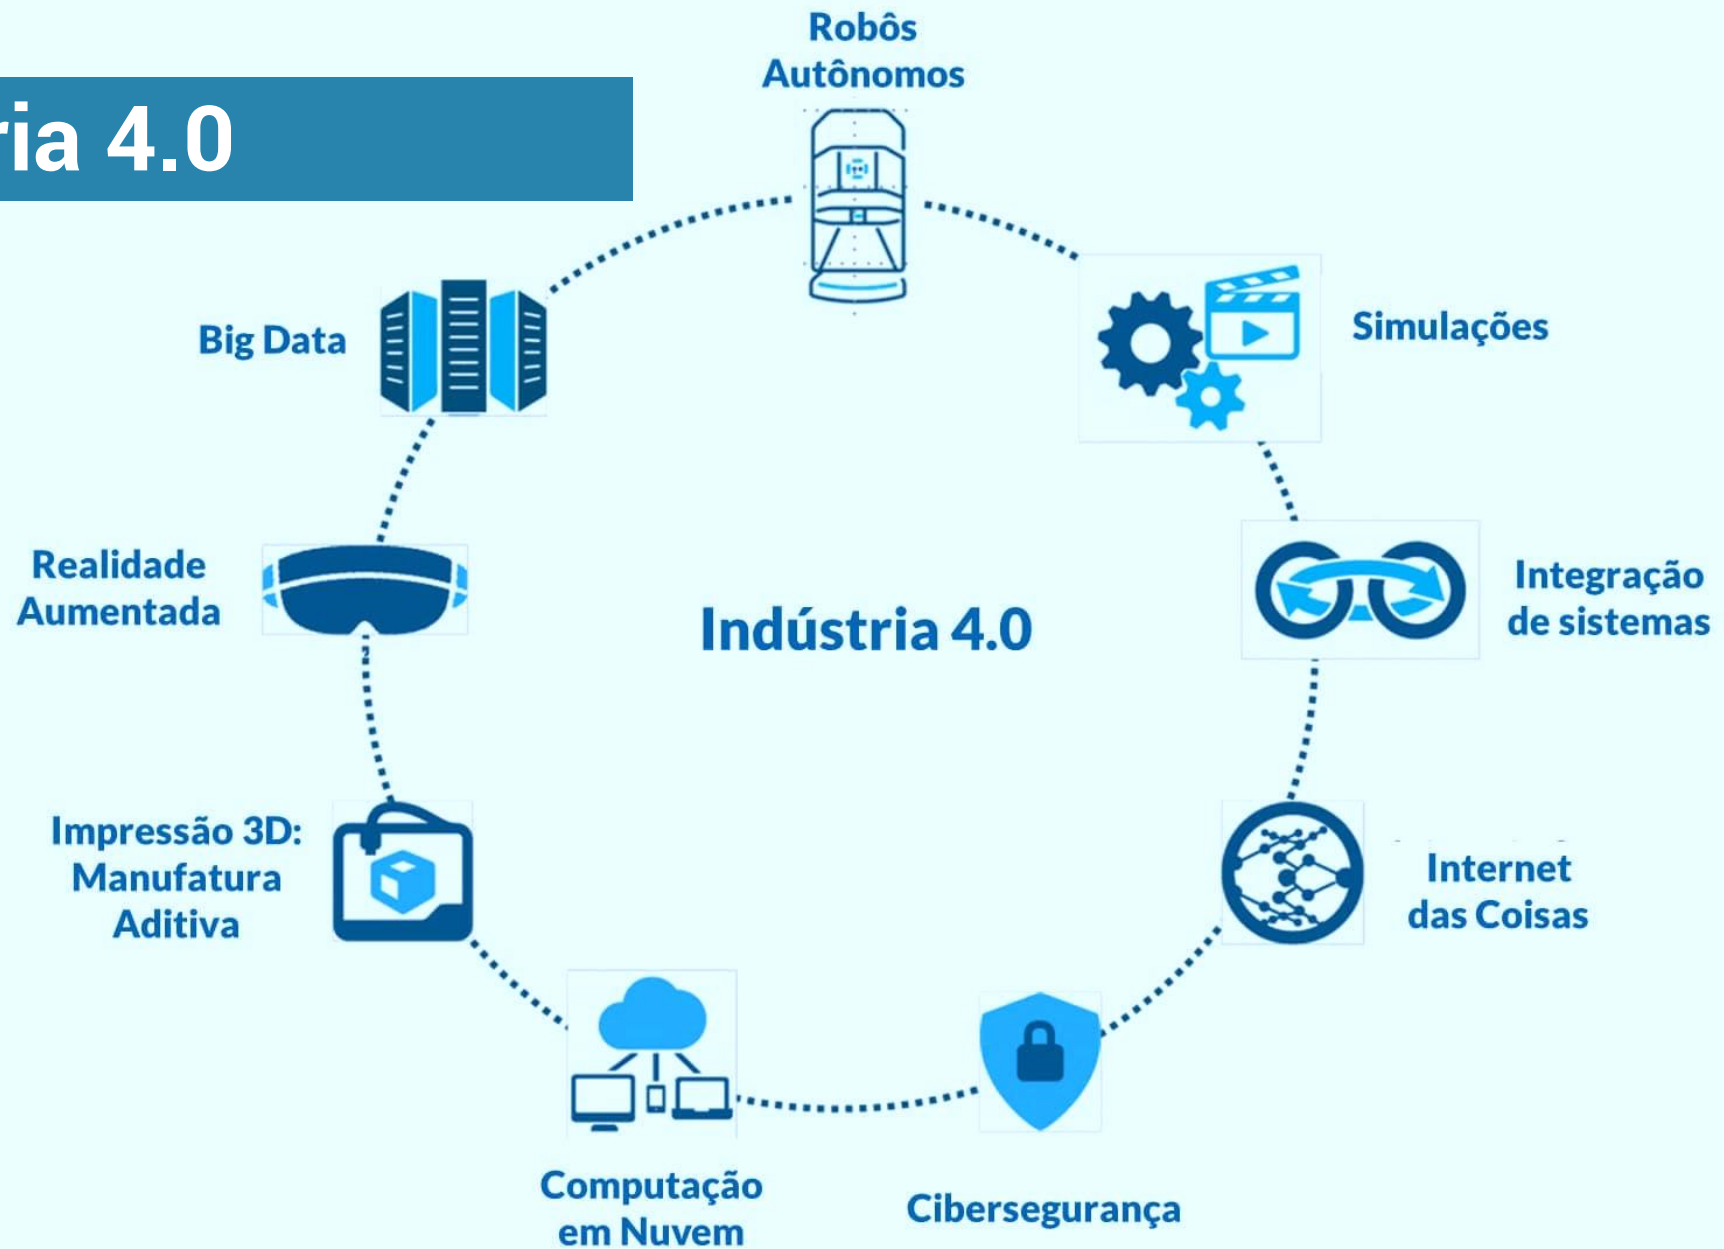 ria 4.0
Robôs
Autônomos
Big Data
Simulações
Realidade
Aumentada
Indústria 4.0
Integração
de sistemas
Impressão 3D:
Manufatura
Aditiva
Internet
das Coisas
Computação
em Nuvem
Cibersegurança